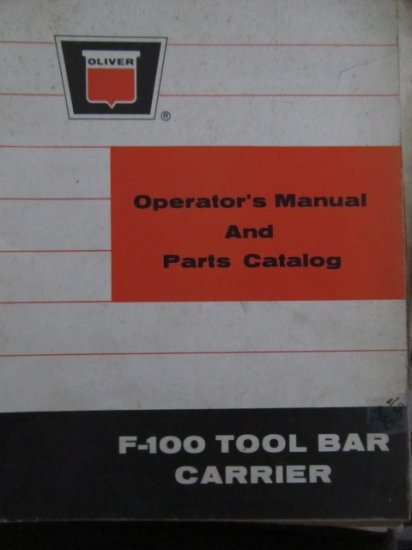 OLIVER
®
Operator's Manual
And
Parts Catalog
F-100 TOOL BAR
CARRIER